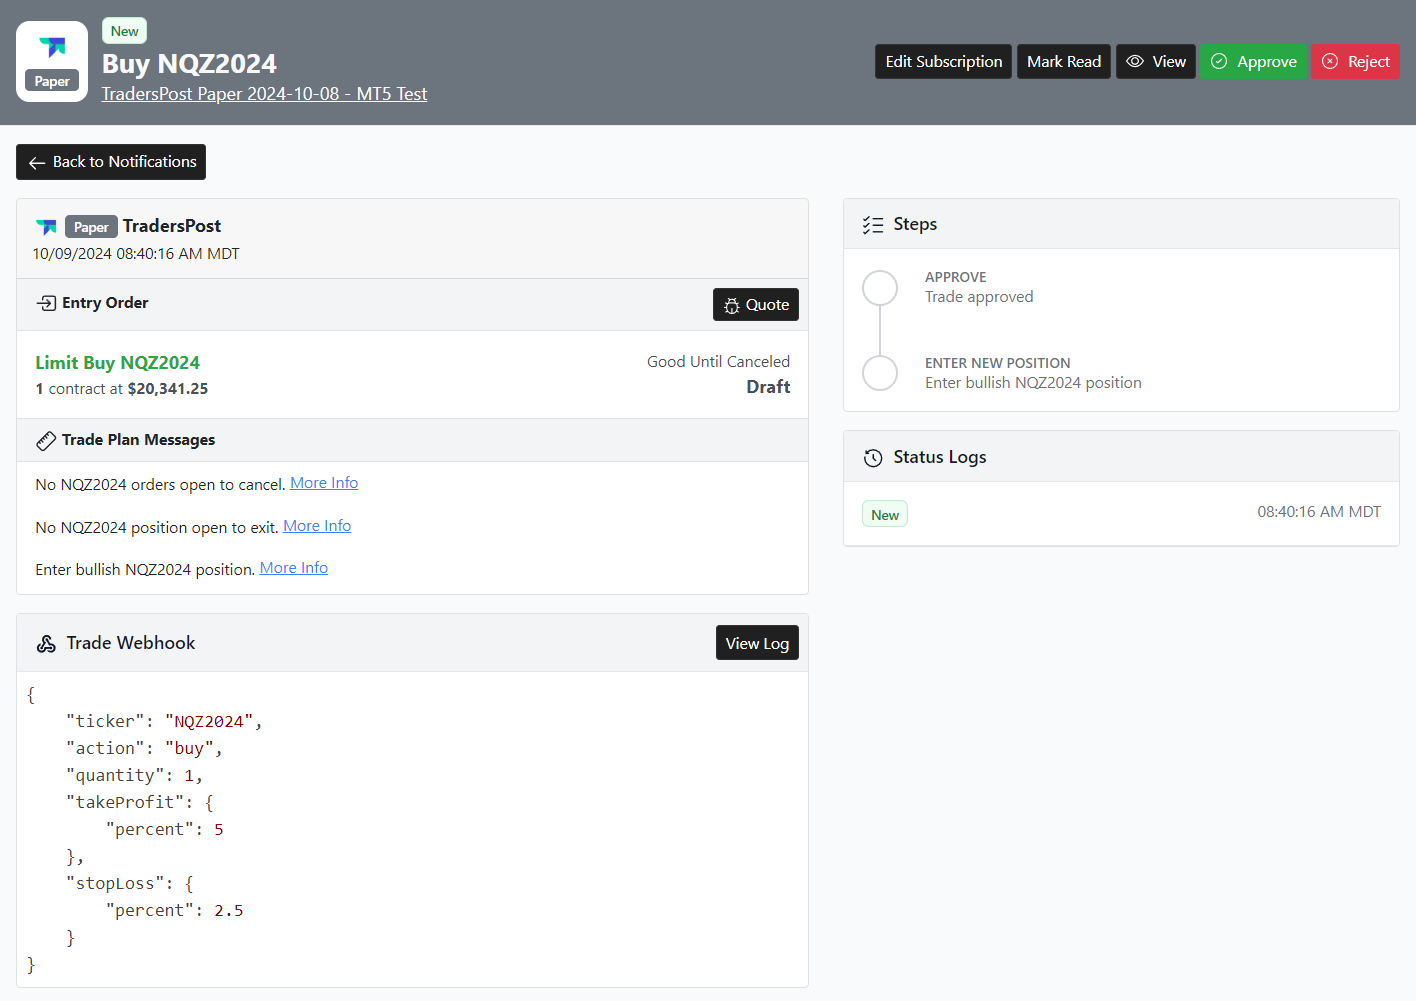 Paper
New
Buy NQZ2024
TradersPost Paper 2024-10-08 - MT5 Test
Edit Subscription
Mark Read
View
Approve
Reject
Back to Notifications
Paper TradersPost
10/09/2024 08:40:16 AM MDT
Entry Order
Quote
Limit Buy NQZ2024
1 contract at $20,341.25
Good Until Canceled
Draft
Trade Plan Messages
No NQZ2024 orders open to cancel. More Info
No NQZ2024 position open to exit. More Info
Enter bullish NQZ2024 position. More Info
Trade Webhook
View Log
{
    "ticker": "NQZ2024",
    "action": "buy",
    "quantity": 1,
    "takeProfit": {
        "percent": 5
    },
    "stopLoss": {
        "percent": 2.5
    }
}
Steps
APPROVE
Trade approved
ENTER NEW POSITION
Enter bullish NQZ2024 position
Status Logs
New
08:40:16 AM MDT